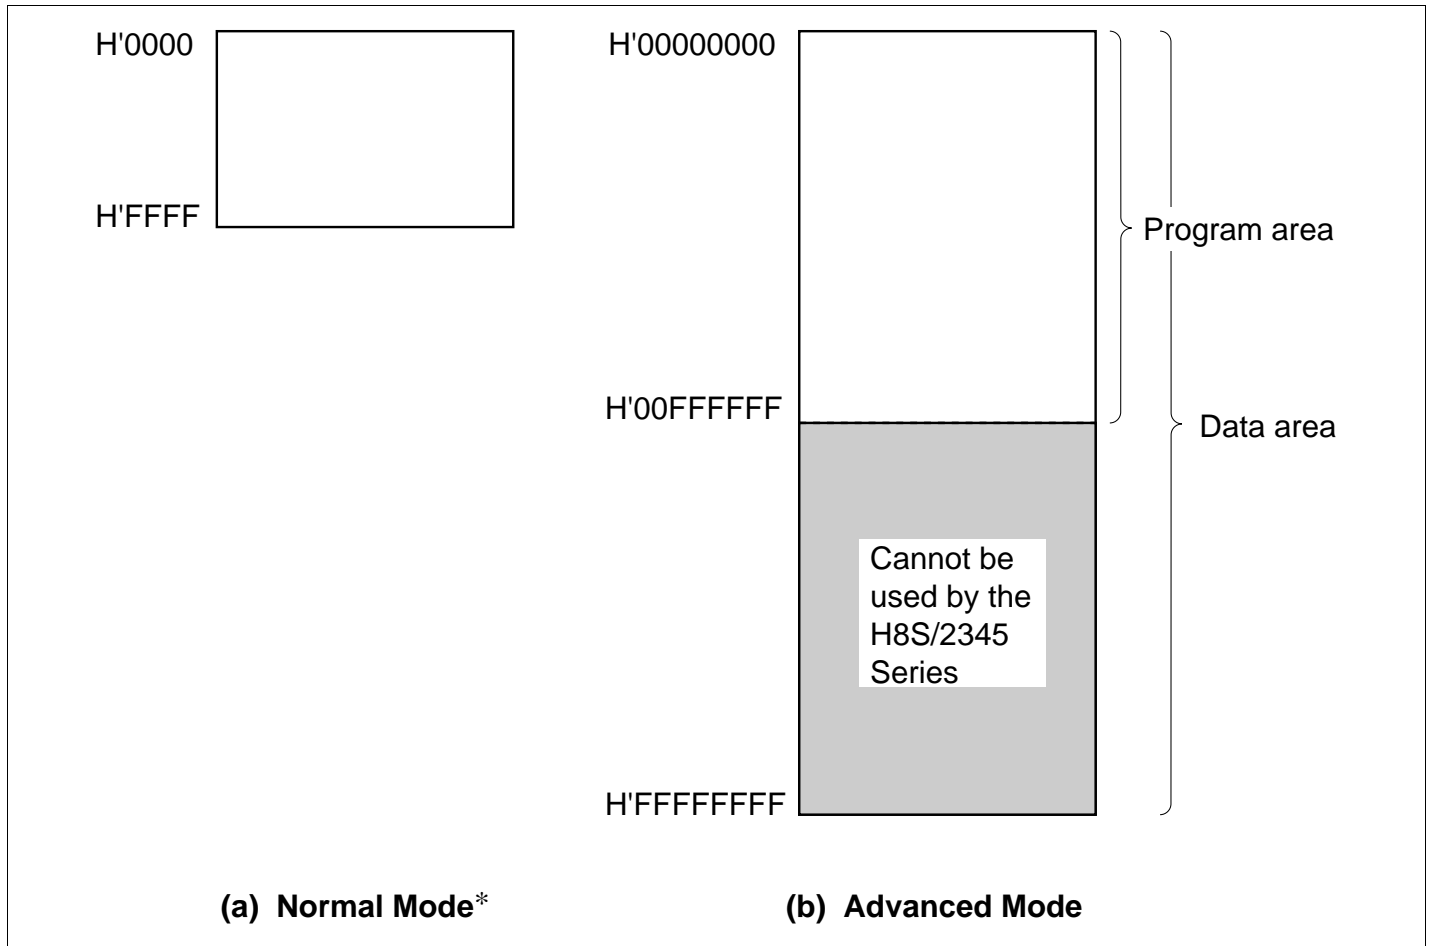 H'0000
H'FFFF
H'00000000
H'00FFFFFF
H'FFFFFFFF
Program area
Data area
Cannot be
used by the
H8S/2345
Series
(a) Normal Mode*
(b) Advanced Mode